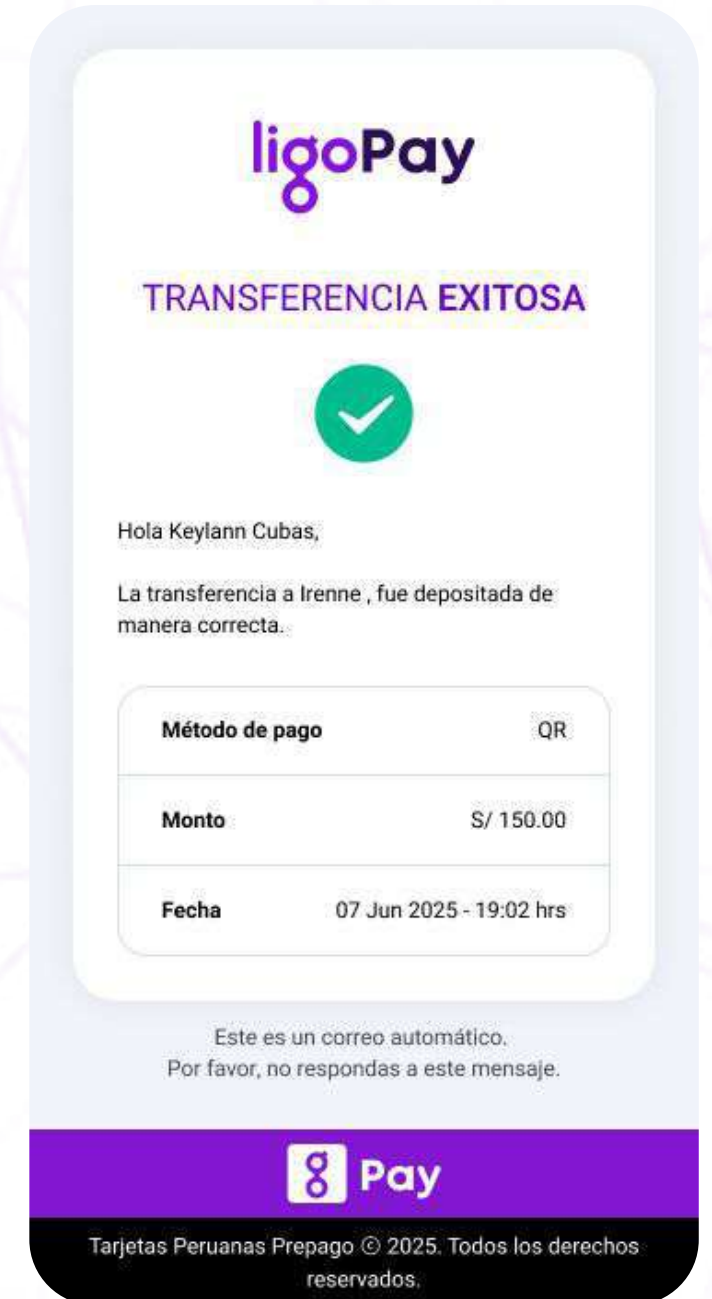 ligoPay
TRANSFERENCIA EXITOSA
Hola Keylann Cubas,
La transferencia a Irenne , fue depositada de
manera correcta.
Método de pago QR
Monto S/ 150.00
Fecha 07 Jun 2025 - 19:02 hrs
Este es un correo automático.
Por favor, no respondas a este mensaje.
Pay
Tarjetas Peruanas Prepago © 2025. Todos los derechos
reservados.